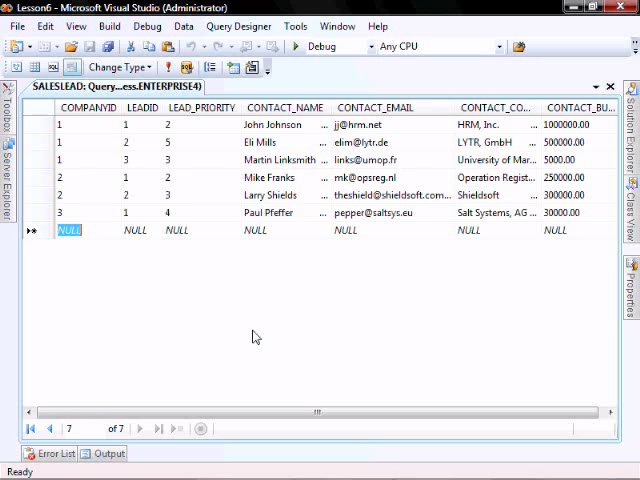 Lesson6 - Microsoft Visual Studio (Administrator)
File Edit View Build Debug Data Query Designer Tools Test Window Help
Debug Any CPU
SQL Change Type
SALESLEAD: Query...ess.ENTERPRISE4)
COMPANYID LEADID LEAD_PRIORITY CONTACT_NAME CONTACT_EMAIL CONTACT_CO... CONTACT_BU
1 1 2 John Johnson ... jj@hrm.net HRM, Inc. ... 1000000.00
1 2 5 Eli Mills ... elim@lytr.de LYTR, GmbH ... 500000.00
1 3 3 Martin Linksmith ... links@umop.fr University of Mar... 5000.00
2 1 2 Mike Franks ... mk@opsreg.nl Operation Regist... 250000.00
2 2 3 Larry Shields ... theshield@shieldsoft.com... Shieldsoft ... 300000.00
3 1 4 Paul Pfeffer ... pepper@saltsys.eu Salt Systems, AG ... 30000.00
NULL NULL NULL NULL NULL NULL NULL
7 of 7
Toolbox
Server Explorer
Solution Explorer
Class View
Properties
Error List Output
Ready